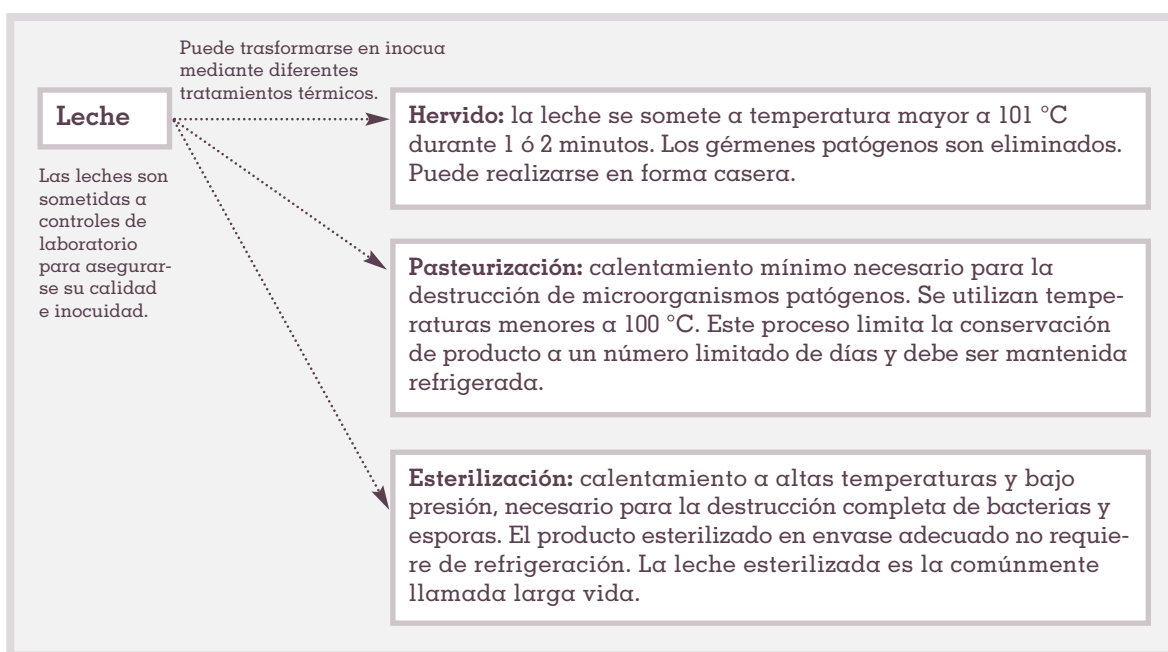 Puede trasformarse en inocua
mediante diferentes
tratamientos térmicos.
Leche
Las leches son
sometidas a
controles de
laboratorio
para asegurar-
se su calidad
e inocuidad.
Hervido: la leche se somete a temperatura mayor a 101 °C
durante 1 ó 2 minutos. Los gérmenes patógenos son eliminados.
Puede realizarse en forma casera.
Pasteurización: calentamiento mínimo necesario para la
destrucción de microorganismos patógenos. Se utilizan tempe-
raturas menores a 100 °C. Este proceso limita la conservación
de producto a un número limitado de días y debe ser mantenida
refrigerada.
Esterilización: calentamiento a altas temperaturas y bajo
presión, necesario para la destrucción completa de bacterias y
esporas. El producto esterilizado en envase adecuado no requie-
re de refrigeración. La leche esterilizada es la comúnmente
llamada larga vida.